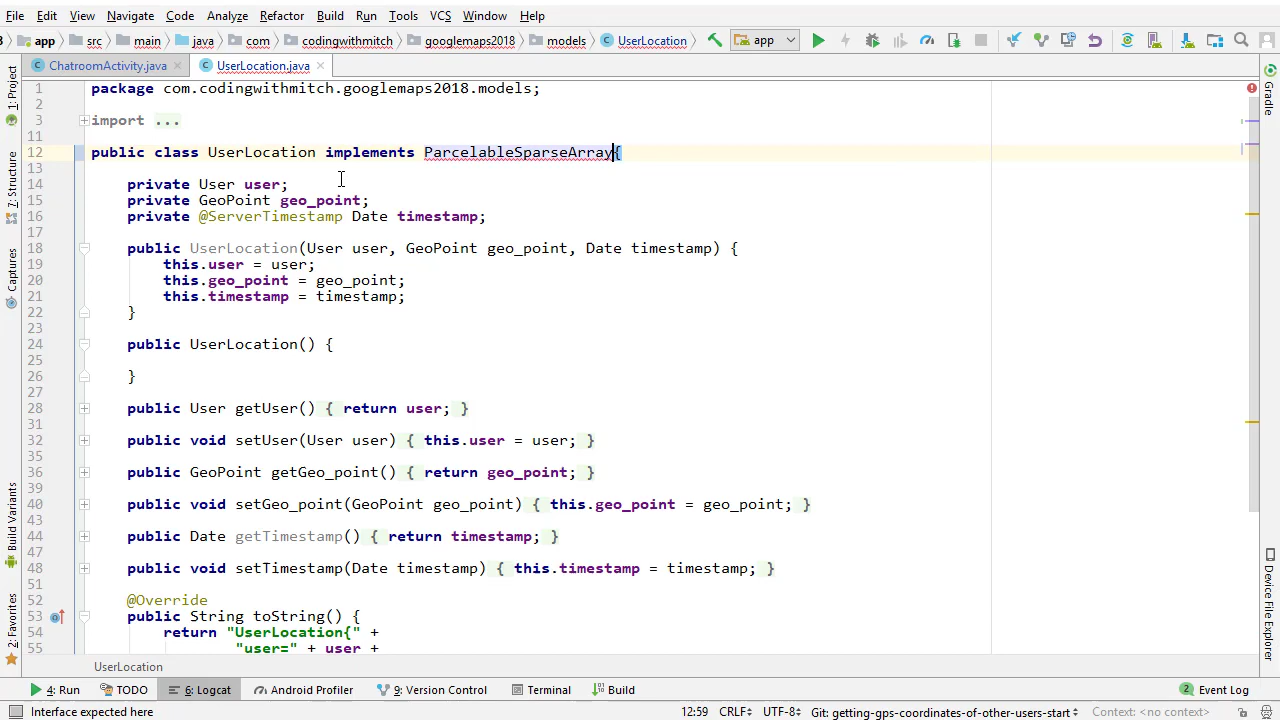 File Edit View Navigate Code Analyze Refactor Build Run Tools VCS Window Help
3 app src main java com codingwithmitch googlemaps2018 models UserLocation app
ChatroomActivity.java UserLocation.java
1 package com.codingwithmitch.googlemaps2018.models;
2
3 import ...
11
12 public class UserLocation implements ParcelableSparseArray{
13
14 private User user;
15 private GeoPoint geo_point;
16 private @ServerTimestamp Date timestamp;
17
18 public UserLocation(User user, GeoPoint geo_point, Date timestamp) {
19 this.user = user;
20 this.geo_point = geo_point;
21 this.timestamp = timestamp;
22 }
23
24 public UserLocation() {
25
26 }
27
28 public User getUser() { return user; }
31
32 public void setUser(User user) { this.user = user; }
35
36 public GeoPoint getGeo_point() { return geo_point; }
39
40 public void setGeo_point(GeoPoint geo_point) { this.geo_point = geo_point; }
43
44 public Date getTimestamp() { return timestamp; }
47
48 public void setTimestamp(Date timestamp) { this.timestamp = timestamp; }
51
52 @Override
53 public String toString() {
54 return "UserLocation{" +
55 "user=" + user +
UserLocation
1: Project
7: Structure
Captures
Build Variants
2: Favorites
Gradle
Device File Explorer
4: Run TODO 6: Logcat Android Profiler 9: Version Control Terminal Build 2 Event Log
Interface expected here 12:59 CRLF UTF-8 Git: getting-gps-coordinates-of-other-users-start Context: <no context>